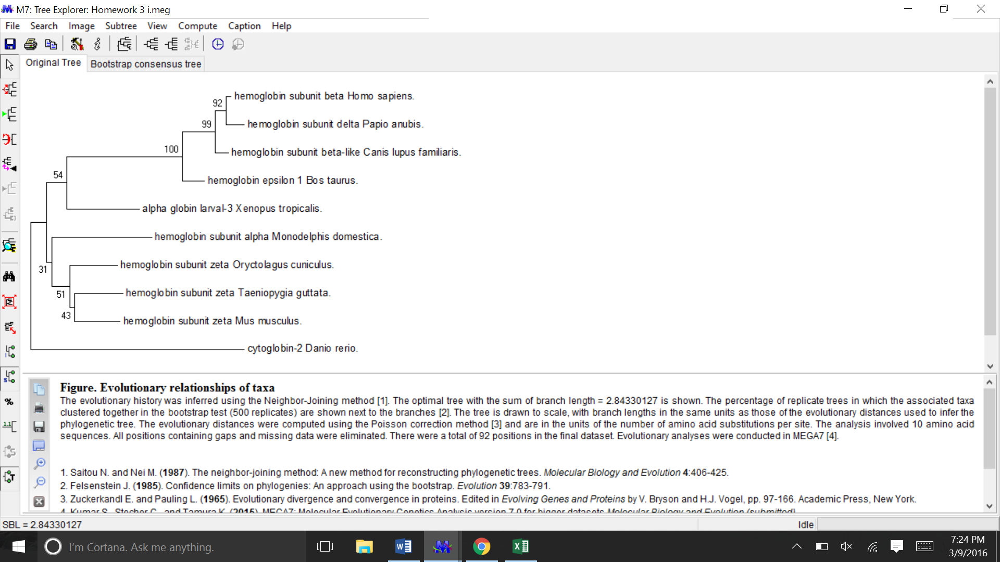 M7: Tree Explorer: Homework 3 i.meg
File Search Image Subtree View Compute Caption Help
Original Tree Bootstrap consensus tree
hemoglobin subunit beta Homo sapiens.
92
hemoglobin subunit delta Papio anubis.
99
hemoglobin subunit beta-like Canis lupus familiaris.
100
hemoglobin epsilon 1 Bos taurus.
54
alpha globin larval-3 Xenopus tropicalis.
hemoglobin subunit alpha Monodelphis domestica.
hemoglobin subunit zeta Oryctolagus cuniculus.
31
hemoglobin subunit zeta Taeniopygia guttata.
51
43
hemoglobin subunit zeta Mus musculus.
cytoglobin-2 Danio rerio.
%
1.1
Figure. Evolutionary relationships of taxa
The evolutionary history was inferred using the Neighbor-Joining method [1]. The optimal tree with the sum of branch length = 2.84330127 is shown. The percentage of replicate trees in which the associated taxa
clustered together in the bootstrap test (500 replicates) are shown next to the branches [2]. The tree is drawn to scale, with branch lengths in the same units as those of the evolutionary distances used to infer the
phylogenetic tree. The evolutionary distances were computed using the Poisson correction method [3] and are in the units of the number of amino acid substitutions per site. The analysis involved 10 amino acid
sequences. All positions containing gaps and missing data were eliminated. There were a total of 92 positions in the final dataset. Evolutionary analyses were conducted in MEGA7 [4].
1. Saitou N. and Nei M. (1987). The neighbor-joining method: A new method for reconstructing phylogenetic trees. Molecular Biology and Evolution 4:406-425.
2. Felsenstein J. (1985). Confidence limits on phylogenies: An approach using the bootstrap. Evolution 39:783-791.
3. Zuckerkandl E. and Pauling L. (1965). Evolutionary divergence and convergence in proteins. Edited in Evolving Genes and Proteins by V. Bryson and H.J. Vogel, pp. 97-166. Academic Press, New York.
4. Kumar S., Stecher G., and Tamura K. (2015). MEGA7: Molecular Evolutionary Genetics Analysis version 7.0 for bigger datasets. Molecular Biology and Evolution (submitted)
SBL = 2.84330127
Idle
I'm Cortana. Ask me anything.
7:24 PM
3/9/2016